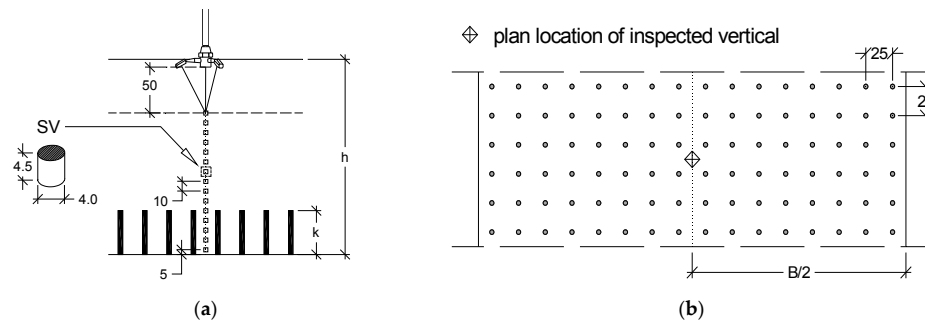 plan location of inspected vertical
25
50
2
SV
h
4.5
4.0
10
k
5
B/2
(a)
(b)